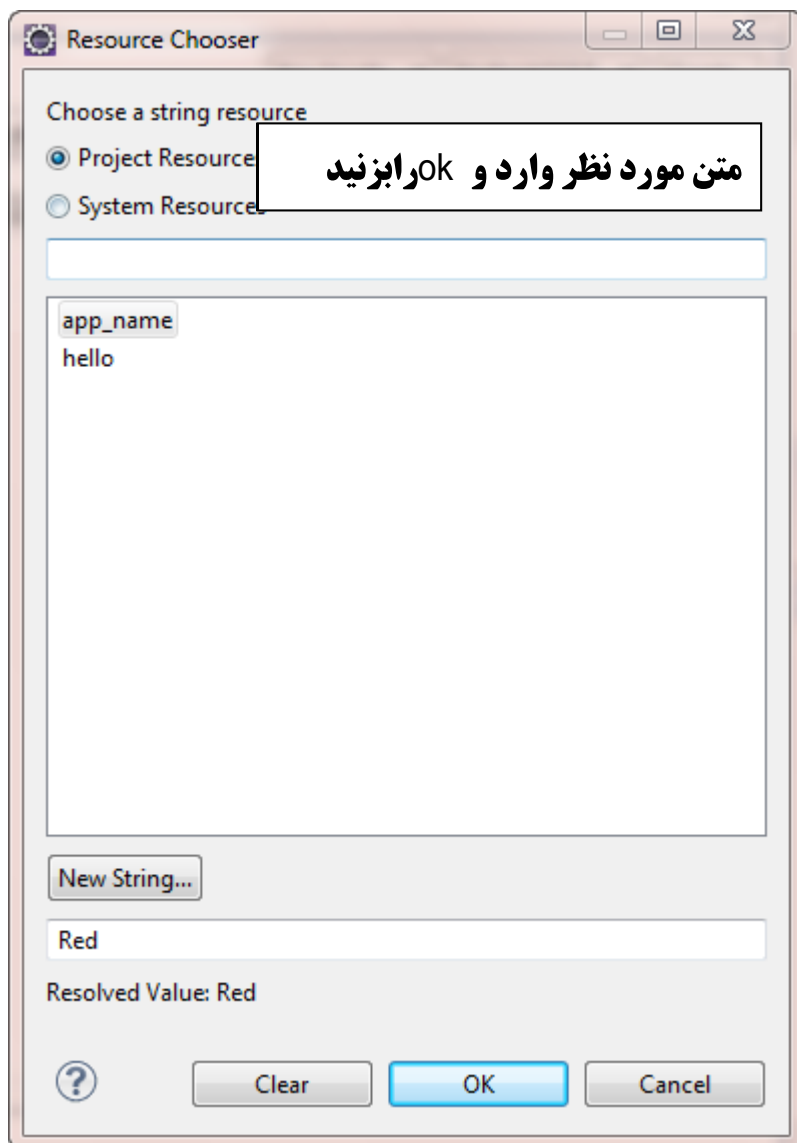 Resource Chooser
Choose a string resource
Project Resource
متن مورد نظر وارد و okرابزنید
System Resources
app_name
hello
New String...
Red
Resolved Value: Red
?
Clear
OK
Cancel